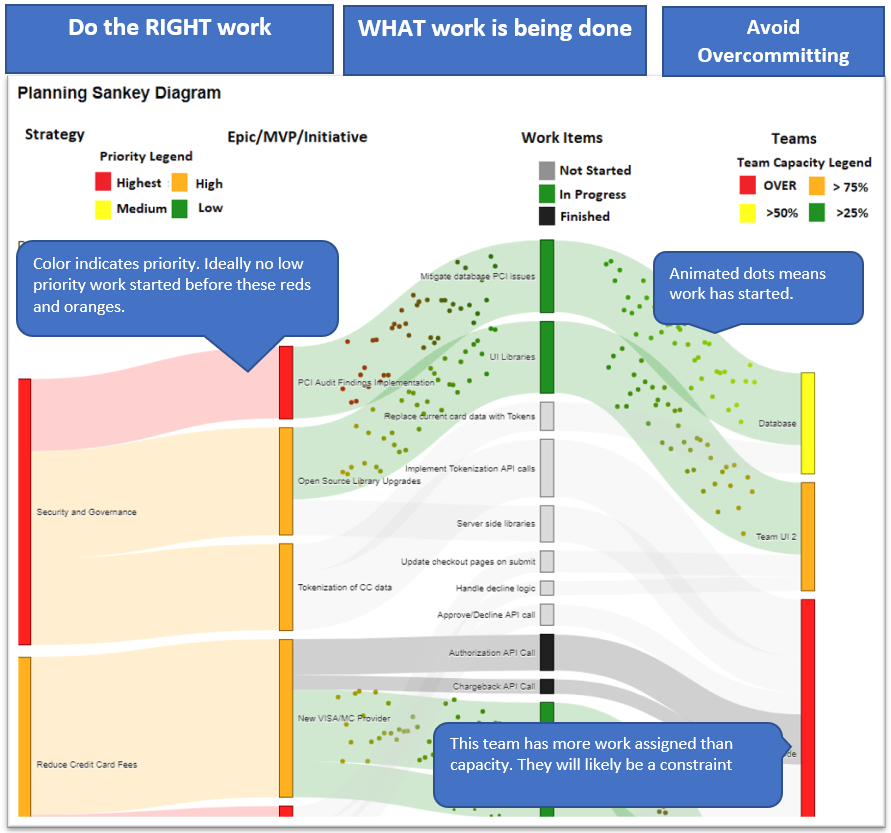 Do the RIGHT work
WHAT work is being done
Avoid
Overcommitting
Planning Sankey Diagram
Strategy
Epic/MVP/Initiative
Work Items
Teams
Priority Legend
Highest
High
Medium
Low
Not Started
In Progress
Finished
Team Capacity Legend
OVER
> 75%
>50%
>25%
Color indicates priority. Ideally no low
priority work started before these reds
and oranges.
Animated dots means
work has started.
Mitigate database PCI issues
UI Libraries
PCI Audit Findings Implementation
Replace current card data with Tokens
Database
Implement Tokenization API calls
Open Source Library Upgrades
Security and Governance
Server side libraries
Team UI 2
Update checkout pages on submit
Tokenization of CC data
Handle decline logic
Approve/Decline API call
Authorization API Call
Chargeback API Call
New VISA/MC Provider
Reduce Credit Card Fees
This team has more work assigned than
capacity. They will likely be a constraint